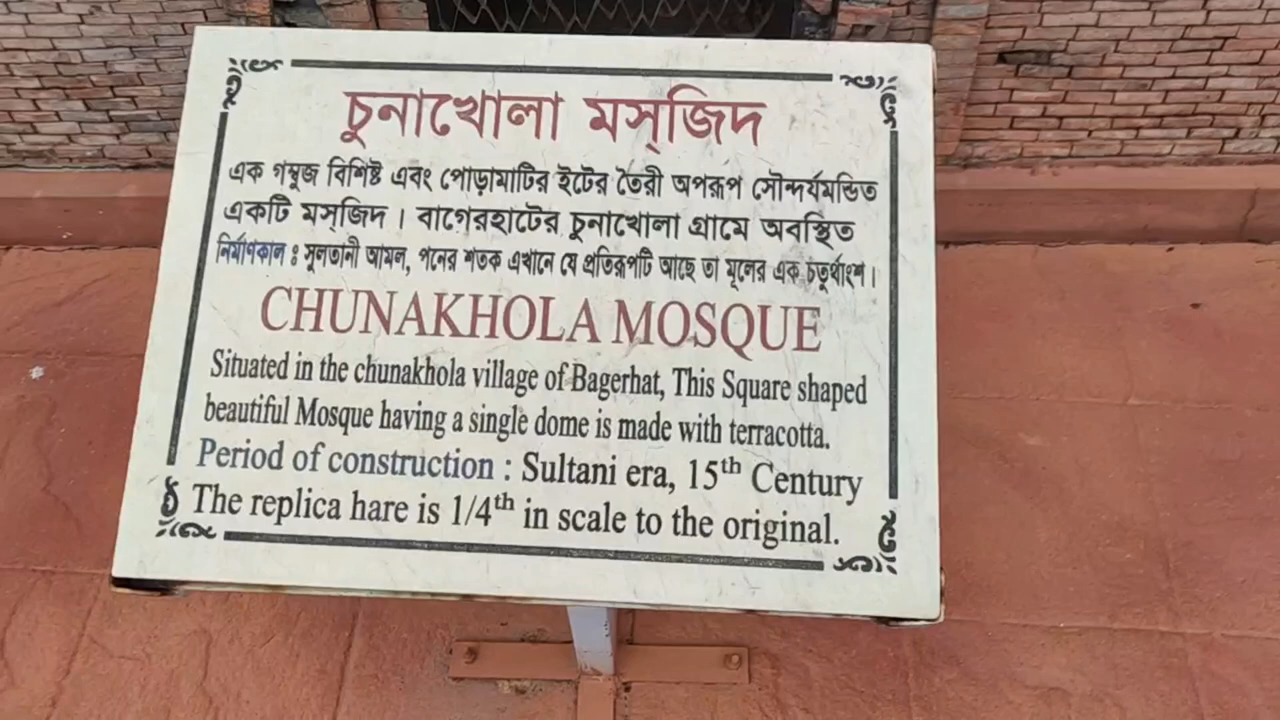 চুনাখোলা মস্‌জিদ
এক গম্বুজ বিশিষ্ট এবং পোড়ামাটির ইটের তৈরী অপরূপ সৌন্দর্যমন্ডিত
একটি মস্‌জিদ । বাগেরহাটের চুনাখোলা গ্রামে অবস্থিত
নির্মাণকাল : সুলতানী আমল, পনের শতক এখানে যে প্রতিরূপটি আছে তা মূলের এক চতুর্থাংশ।
CHUNAKHOLA MOSQUE
Situated in the chunakhola village of Bagerhat, This Square shaped
beautiful Mosque having a single dome is made with terracotta.
Period of construction : Sultani era, 15th Century
The replica hare is 1/4th in scale to the original.